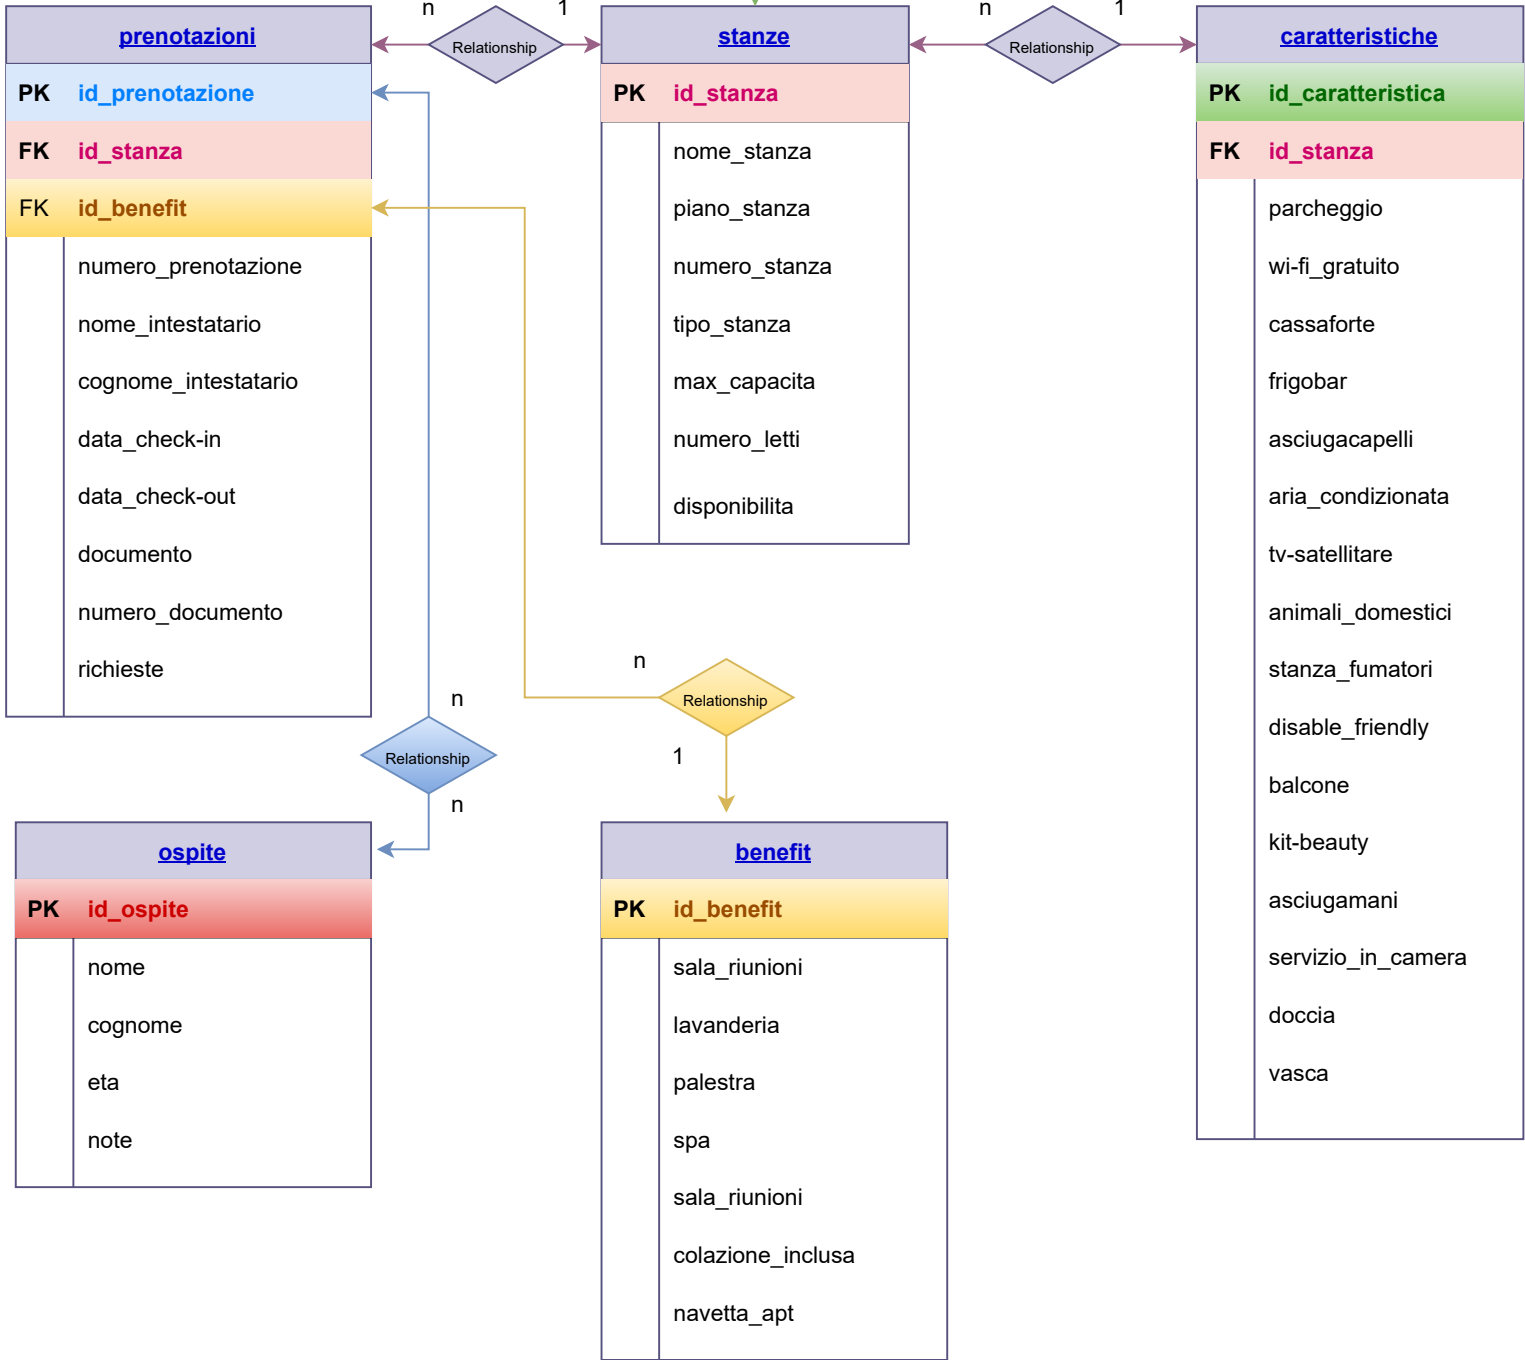 n
1
n
1
prenotazioni
Relationship
stanze
Relationship
caratteristiche
PK id_prenotazione
FK id_stanza
FK id_benefit
numero_prenotazione
nome_intestatario
cognome_intestatario
data_check-in
data_check-out
documento
numero_documento
richieste
PK id_stanza
nome_stanza
piano_stanza
numero_stanza
tipo_stanza
max_capacita
numero_letti
disponibilita
PK id_caratteristica
FK id_stanza
parcheggio
wi-fi_gratuito
cassaforte
frigobar
asciugacapelli
aria_condizionata
tv-satellitare
animali_domestici
stanza_fumatori
disable_friendly
balcone
kit-beauty
asciugamani
servizio_in_camera
doccia
vasca
n
Relationship
n
n
Relationship
1
ospite
PK id_ospite
nome
cognome
eta
note
benefit
PK id_benefit
sala_riunioni
lavanderia
palestra
spa
sala_riunioni
colazione_inclusa
navetta_apt